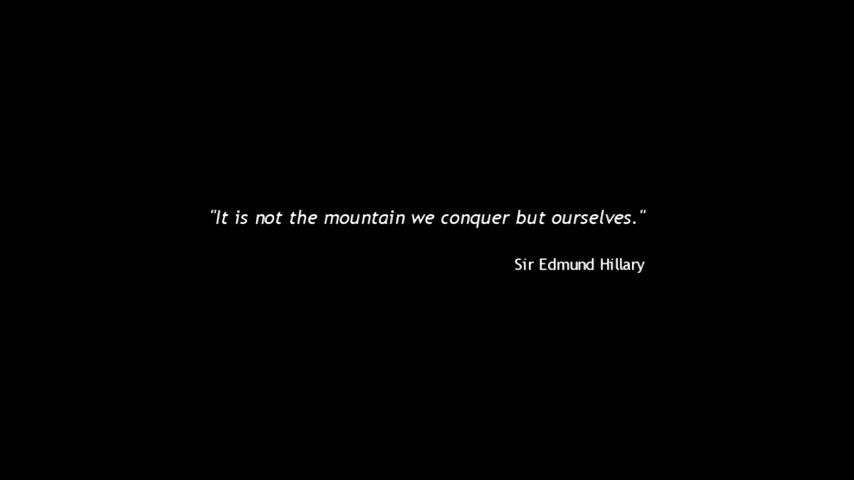 "It is not the mountain we conquer but ourselves."
Sir Edmund Hillary